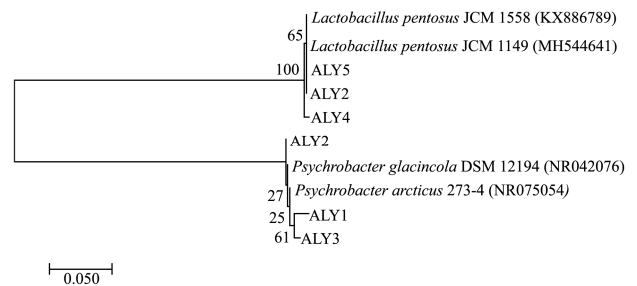 Lactobacillus pentosus JCM 1558 (KX886789)
65
Lactobacillus pentosus JCM 1149 (MH544641)
100
ALY5
ALY2
ALY4
ALY2
Psychrobacter glacincola DSM 12194 (NR042076)
Psychrobacter arcticus 273-4 (NR075054)
27
25
ALY1
61
ALY3
0.050